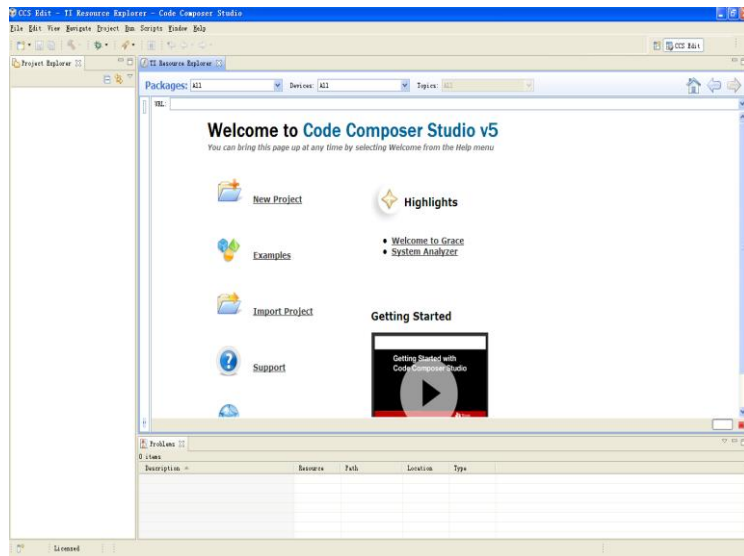 CCS Edit - TI Resource Explorer - Code Composer Studio
File Edit View Navigate Project Run Scripts Window Help
CCS Edit
Project Explorer
TI Resource Explorer
Packages: All Devices: All Topics: All
URL:
Welcome to Code Composer Studio v5
You can bring this page up at any time by selecting Welcome from the Help menu
New Project
Highlights
Welcome to Grace
System Analyzer
Examples
Import Project
Getting Started
Getting Started with
Code Composer Studio
Support
Problems
0 items
Description Resource Path Location Type
Licensed